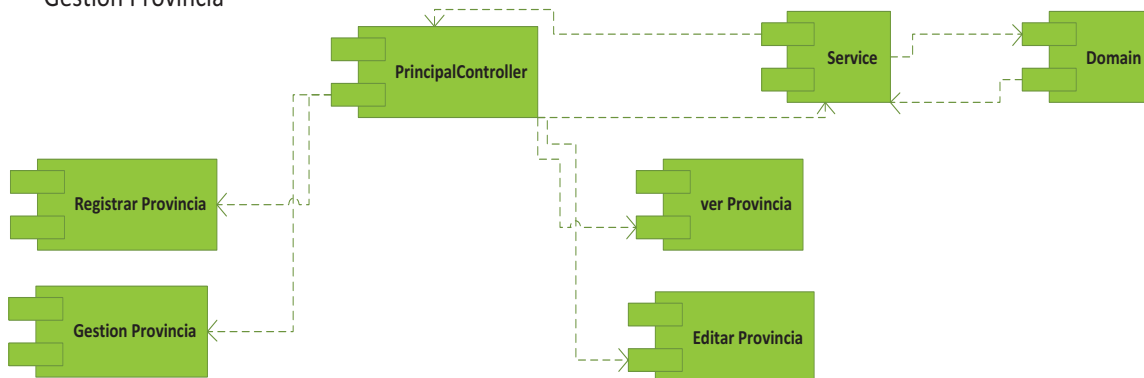 Gestion Provincia
PrincipalController
Service
Domain
Registrar Provincia
ver Provincia
Gestion Provincia
Editar Provincia